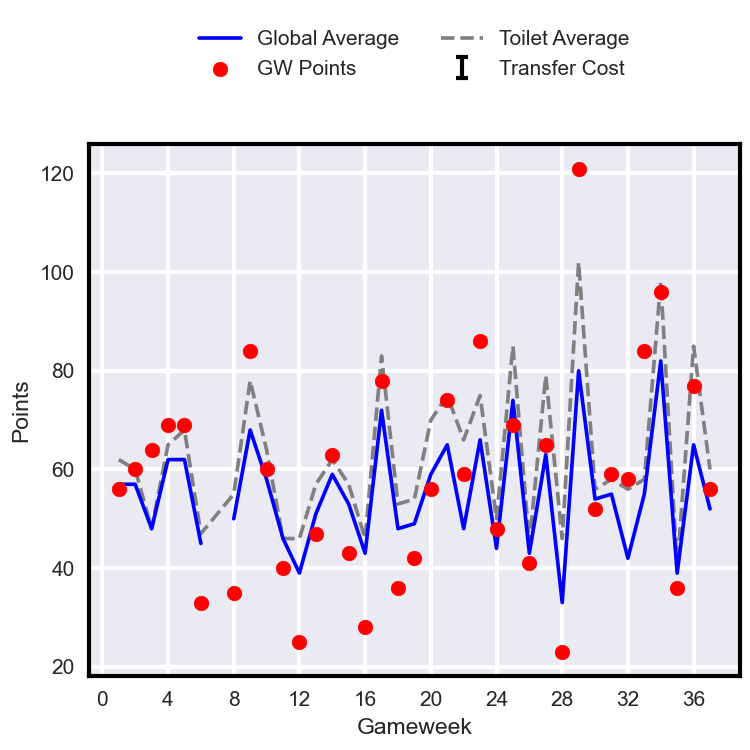 Global Average
Toilet Average
GW Points
Transfer Cost
120
100
80
60
40
20
Points
0 4 8 12 16 20 24 28 32 36
Gameweek